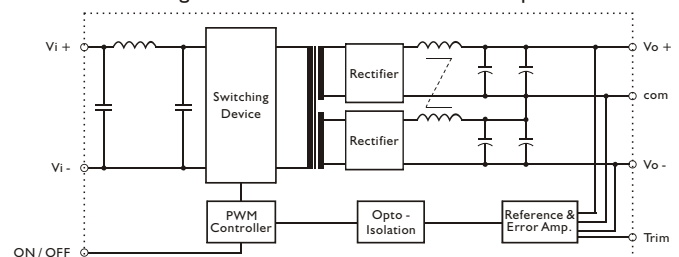 Vi +
Vi -
ON / OFF
Switching
Device
Rectifier
Rectifier
PWM
Controller
Opto -
Isolation
Reference &
Error Amp.
Vo +
com
Vo -
Trim